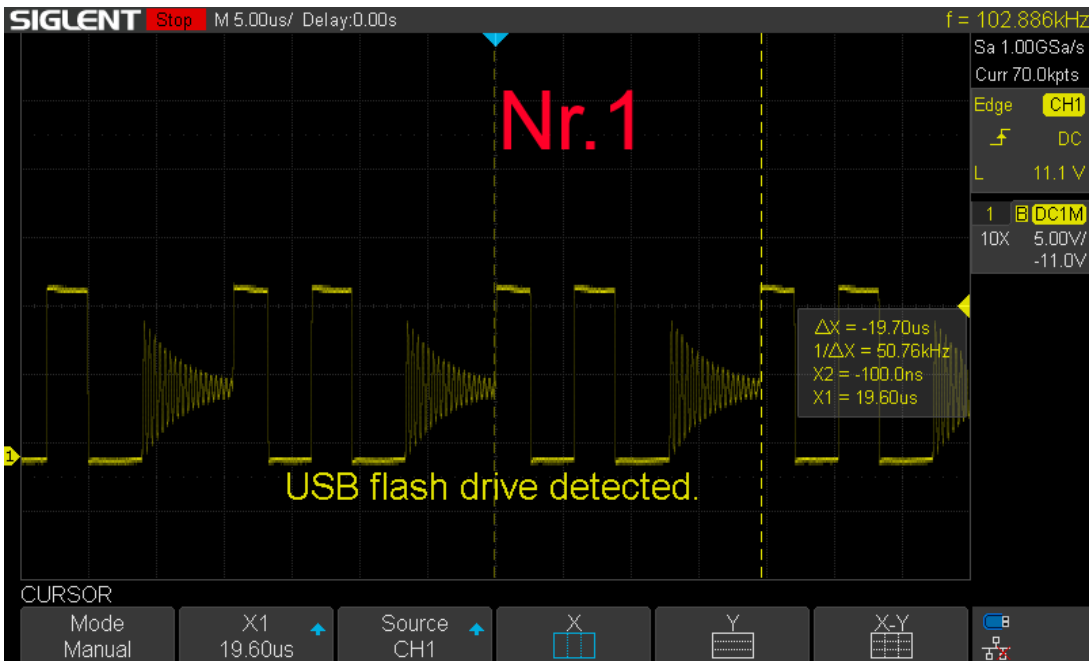 SIGLENT Stop M 5.00us/ Delay:0.00s f = 102.886kHz
Sa 1.00GSa/s
Curr 70.0kpts
Edge CH1
DC
L 11.1 V
1 B DC1M
10X 5.00V/
-11.0V
Nr.1
ΔX = -19.70us
1/ΔX = 50.76kHz
X2 = -100.0ns
X1 = 19.60us
1
USB flash drive detected.
CURSOR
Mode X1 Source X Y X-Y
Manual 19.60us CH1
B